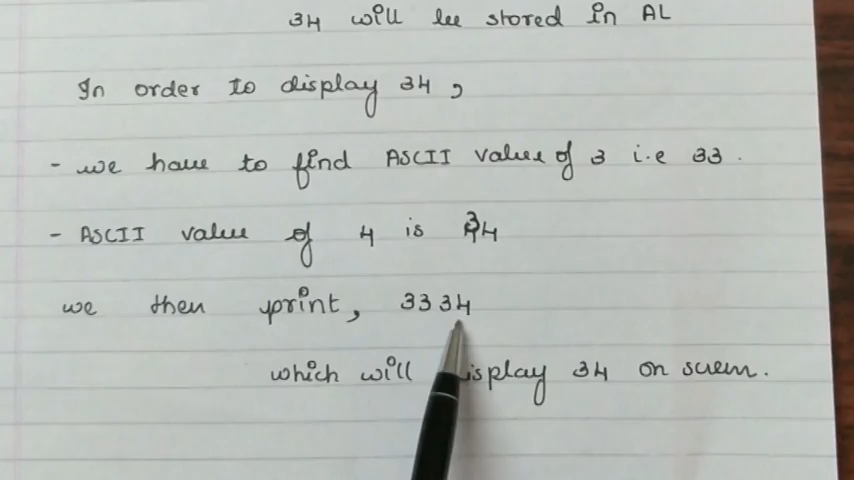 34 will be stored in AL
In order to display 34,
- we have to find ASCII value of 3 i.e 33.
- ASCII value of 4 is 34
we then print, 3334
which will display 34 on screen.